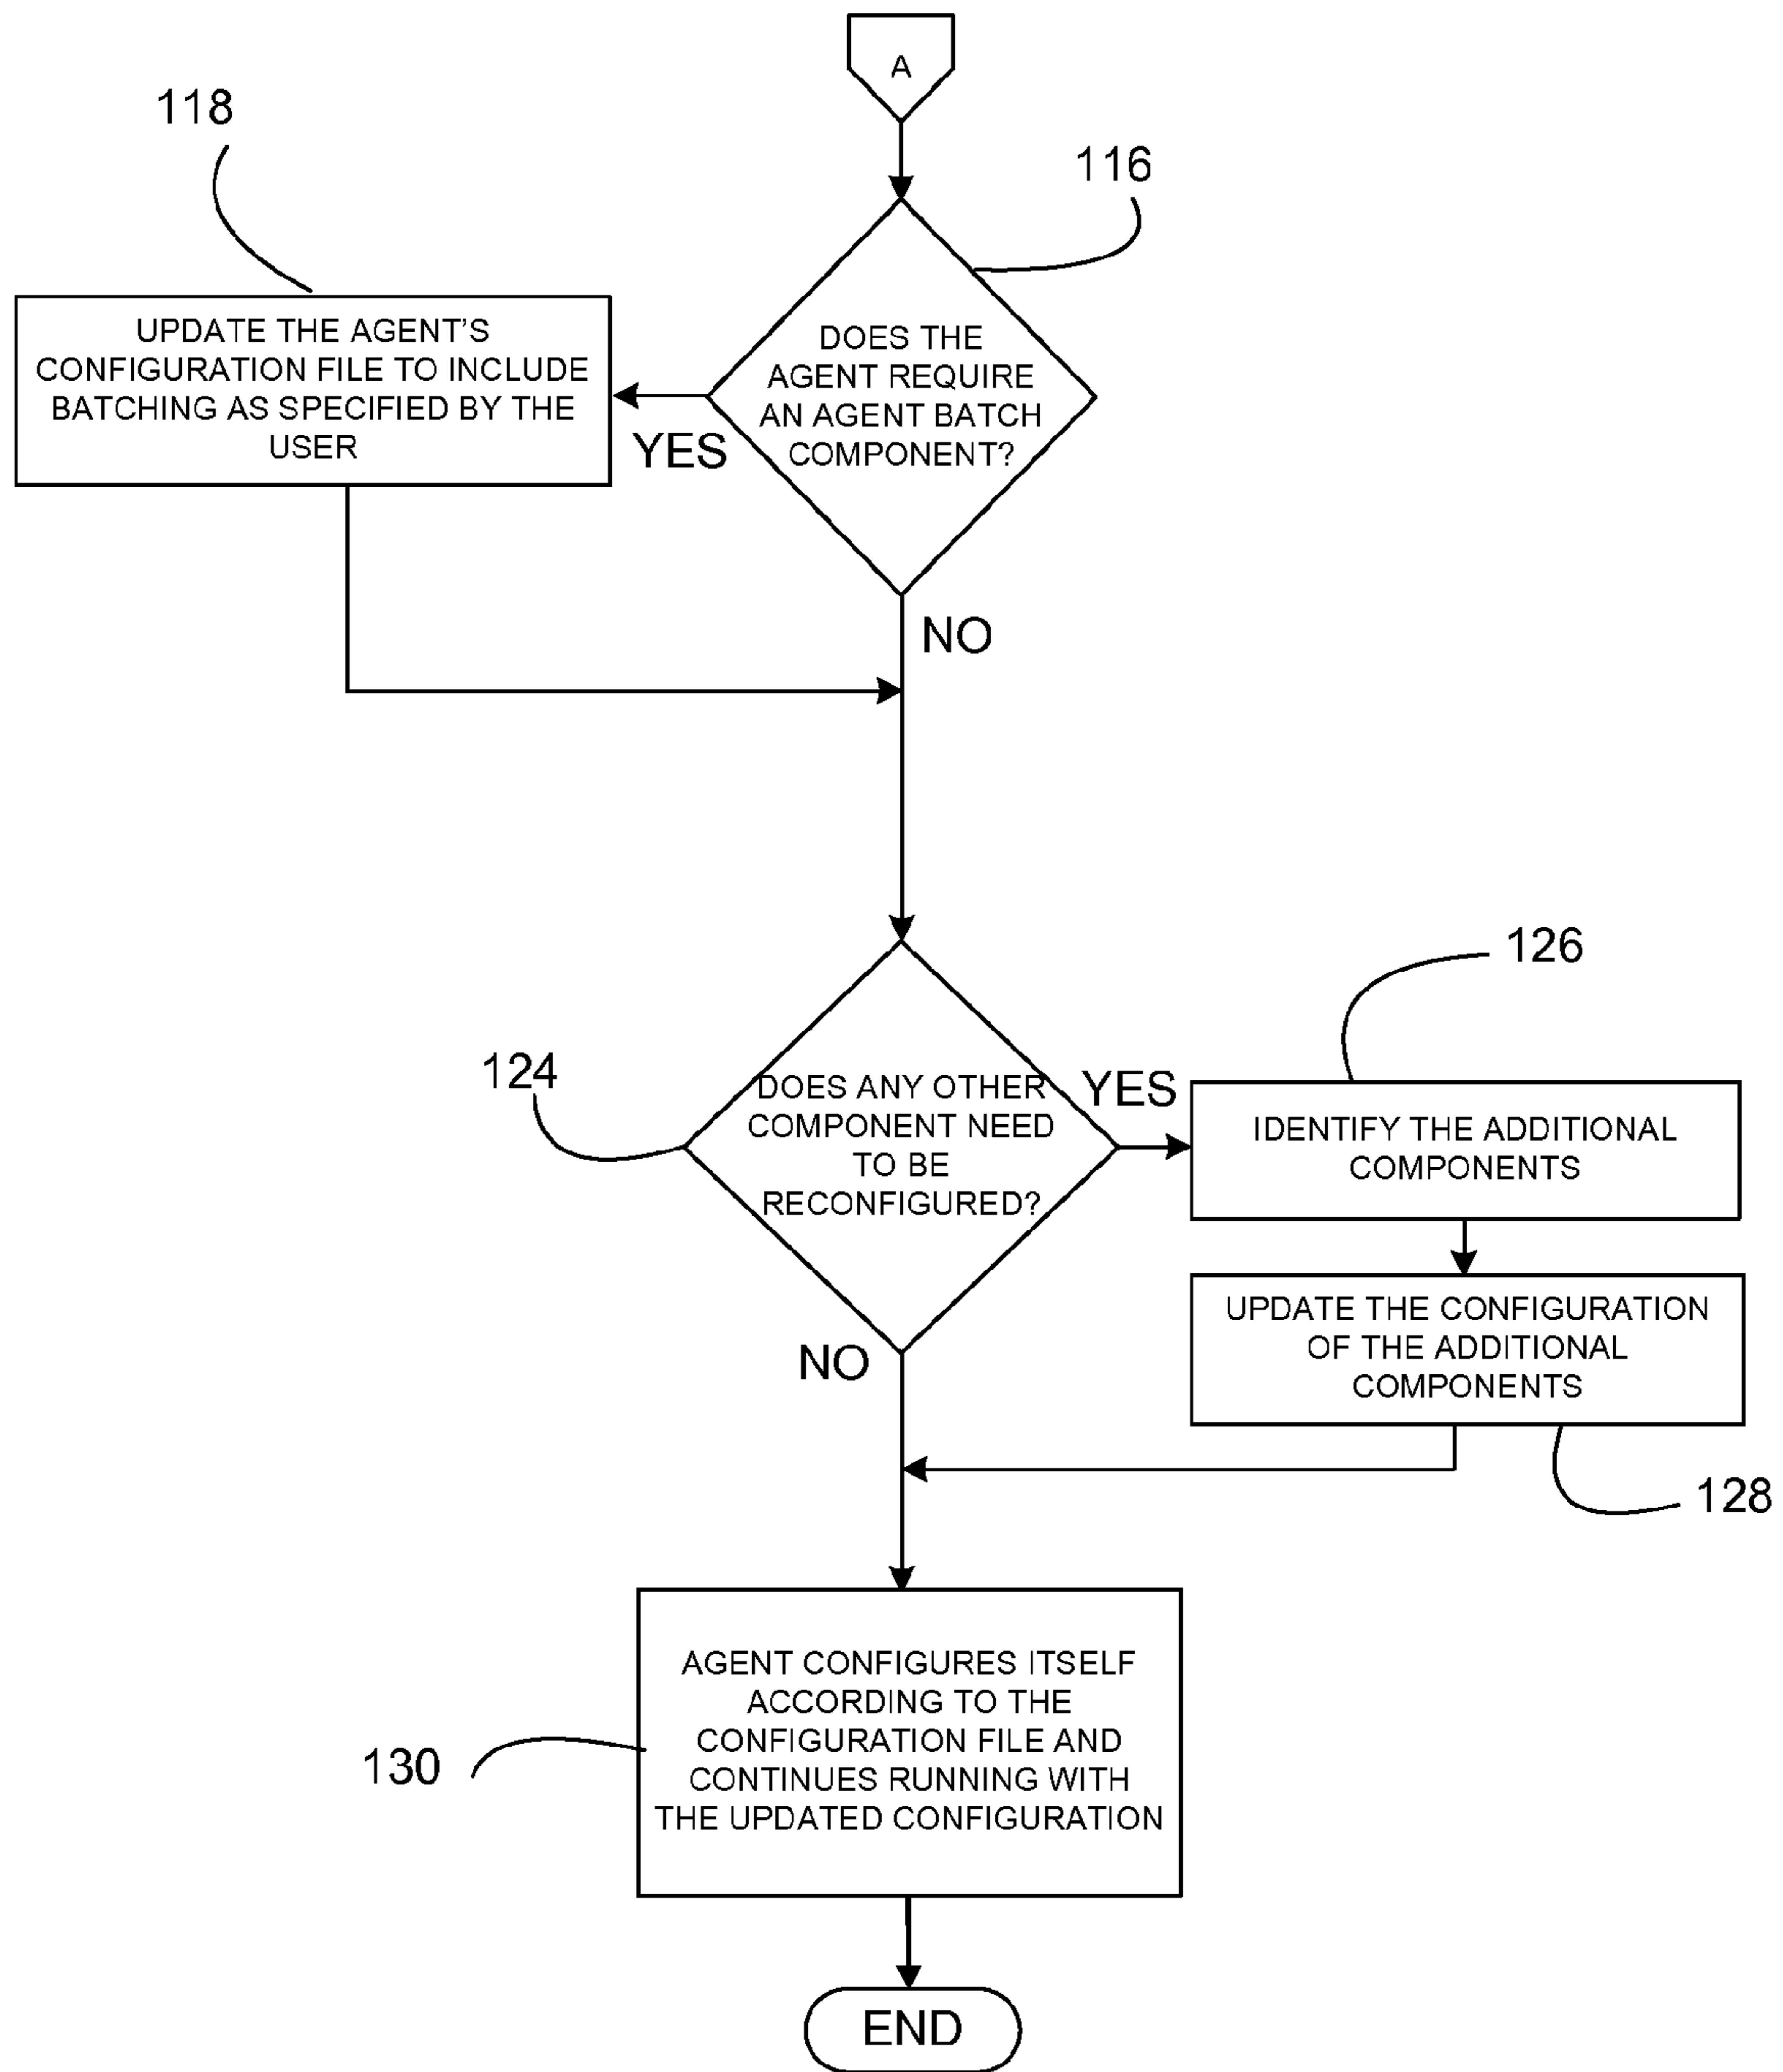 A
118
116
UPDATE THE AGENT'S
CONFIGURATION FILE TO INCLUDE
BATCHING AS SPECIFIED BY THE
USER
YES
DOES THE
AGENT REQUIRE
AN AGENT BATCH
COMPONENT?
NO
126
124
DOES ANY OTHER
COMPONENT NEED
TO BE
RECONFIGURED?
YES
IDENTIFY THE ADDITIONAL
COMPONENTS
UPDATE THE CONFIGURATION
OF THE ADDITIONAL
COMPONENTS
NO
128
AGENT CONFIGURES ITSELF
ACCORDING TO THE
CONFIGURATION FILE AND
CONTINUES RUNNING WITH
THE UPDATED CONFIGURATION
130
END